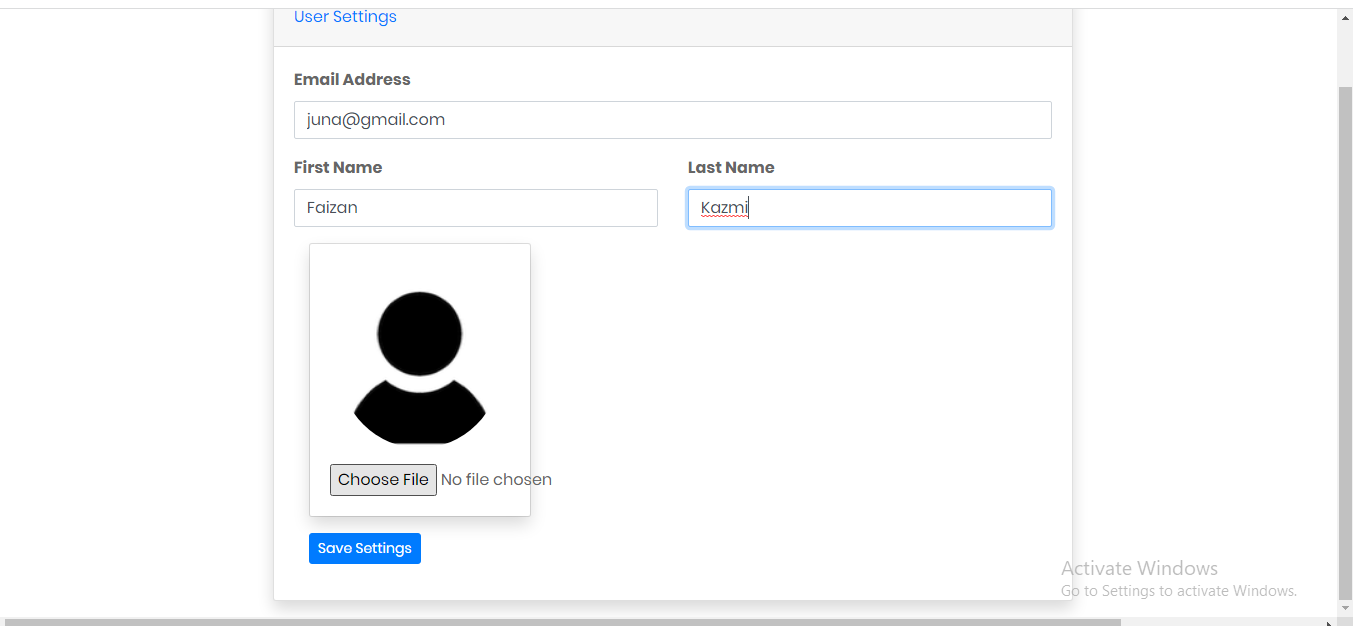 User Settings
Email Address
juna@gmail.com
First Name
Last Name
Faizan
Kazmi
Choose File No file chosen
Save Settings
Activate Windows
Go to Settings to activate Windows.